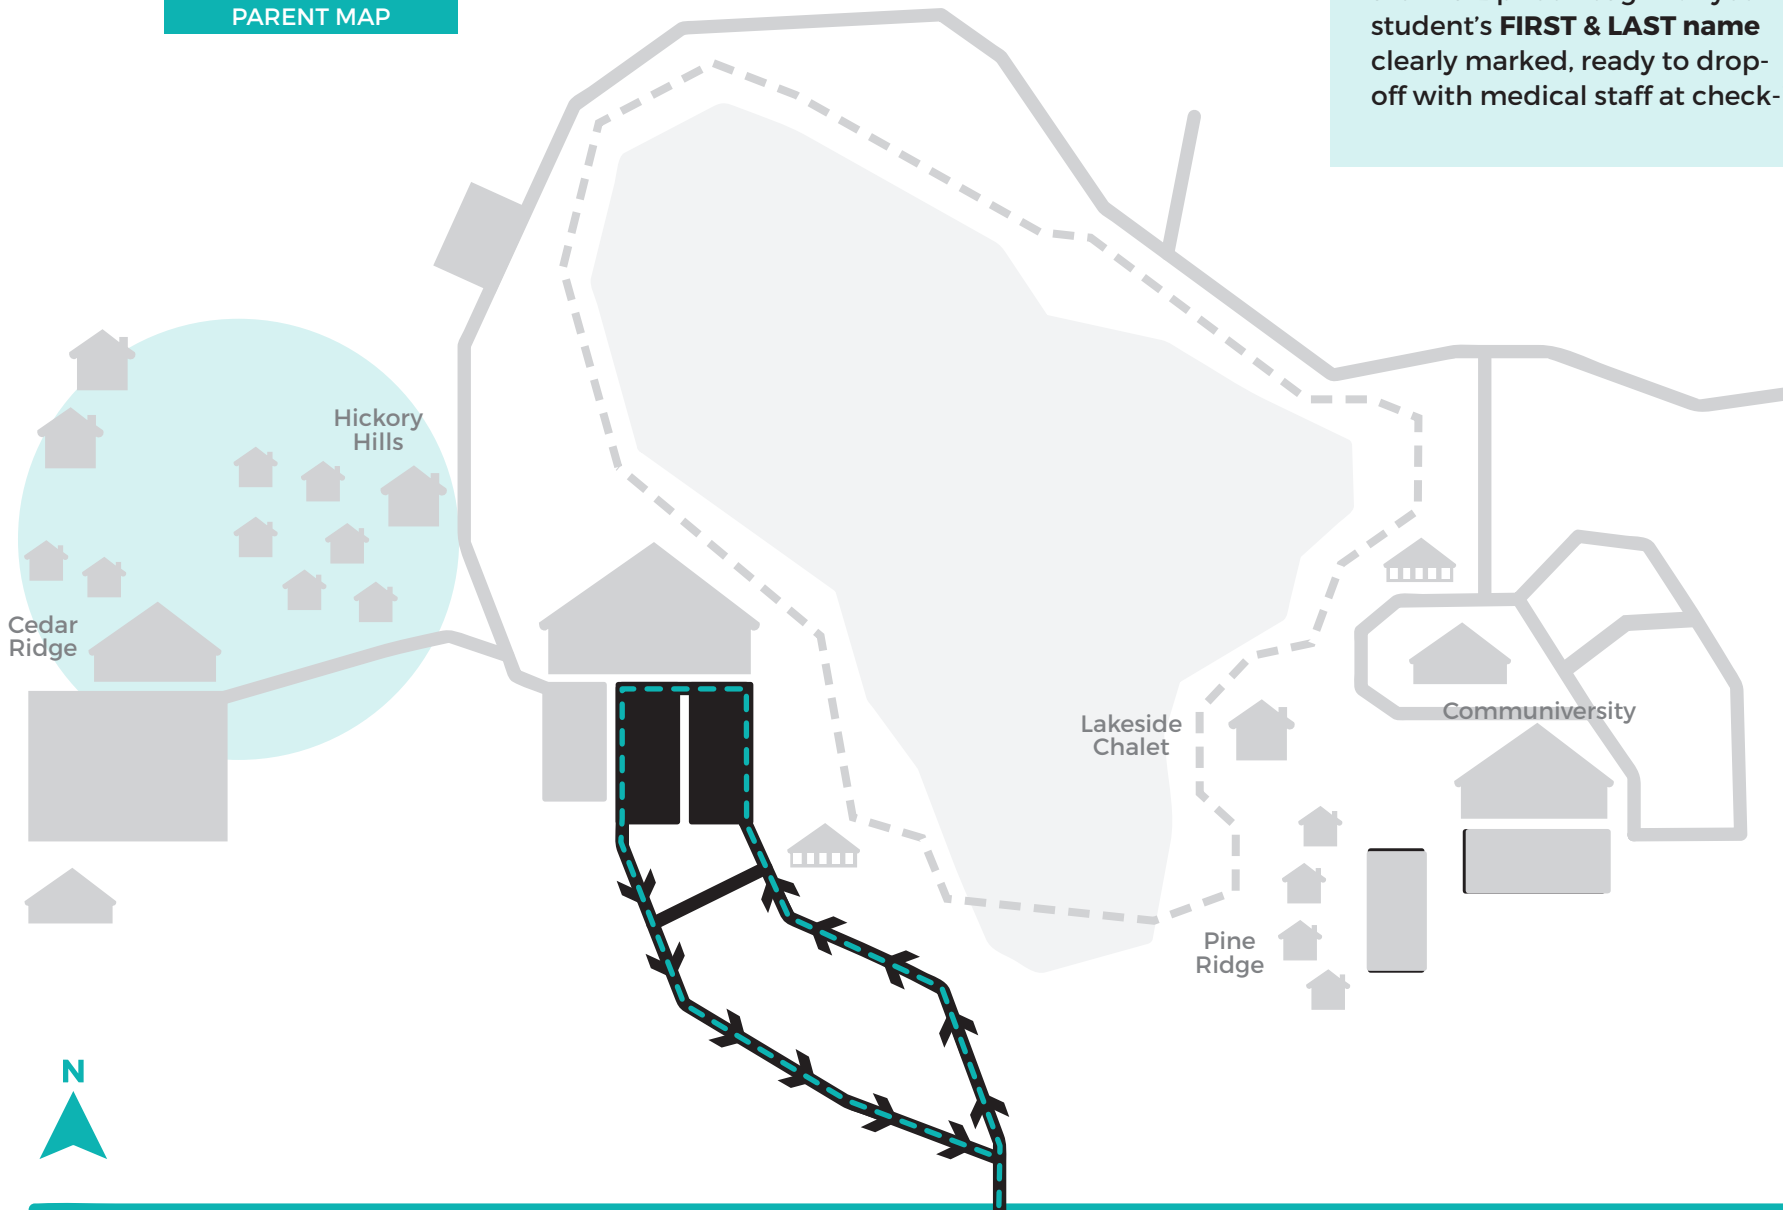 PARENT MAP
student's FIRST & LAST name
clearly marked, ready to drop-
off with medical staff at check-
Hickory
Hills
Cedar
Ridge
Lakeside
Chalet
Communiversity
Pine
Ridge
N